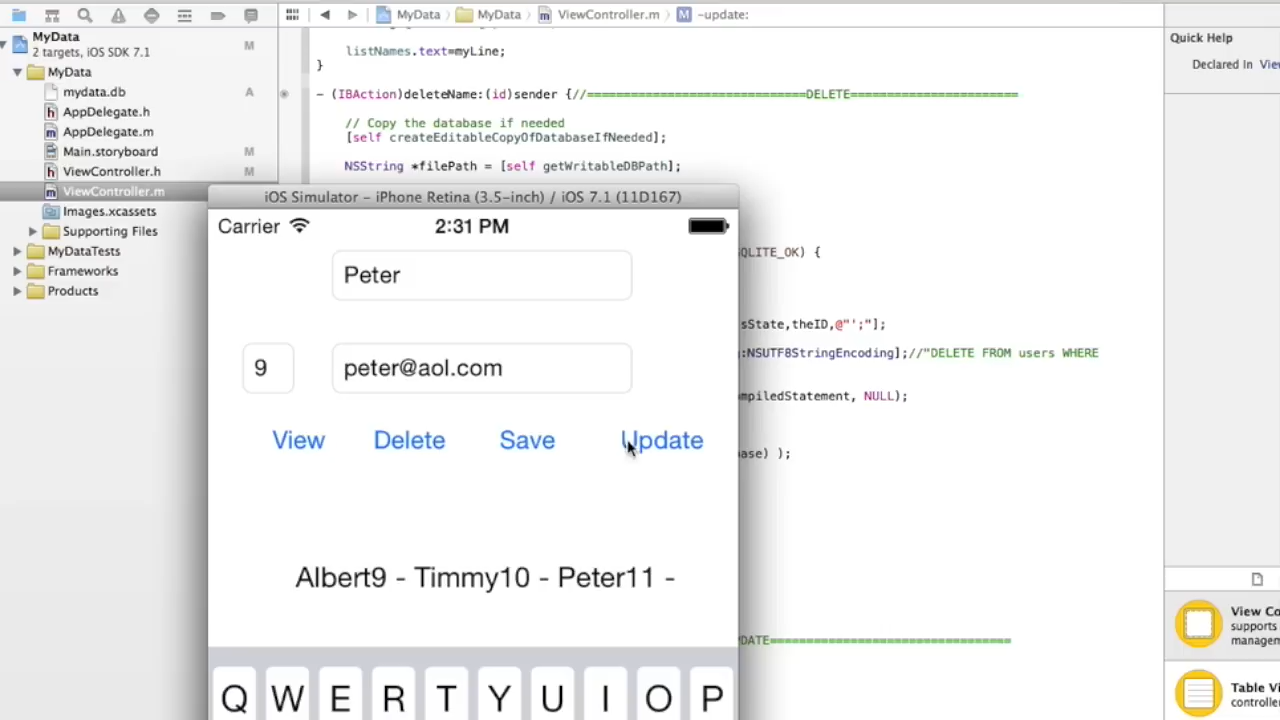 MyData
MyData
ViewController.m
M
-update:
MyData
2 targets, iOS SDK 7.1
M
MyData
mydata.db
A
h
AppDelegate.h
m
AppDelegate.m
Main.storyboard
M
h
ViewController.h
M
m
ViewController.m
Images.xcassets
Supporting Files
MyDataTests
Frameworks
Products
listNames.text=myLine;
}
- (IBAction)deleteName:(id)sender {//=============================DELETE=======================
// Copy the database if needed
[self createEditableCopyOfDatabaseIfNeeded];
NSString *filePath = [self getWritableDBPath];
QLITE_OK) {
sState,theID,@"';"];
:NSUTF8StringEncoding];//"DELETE FROM users WHERE
mpiledStatement, NULL);
ase) );
DATE=================================
iOS Simulator - iPhone Retina (3.5-inch) / iOS 7.1 (11D167)
Carrier
2:31 PM
Peter
9
peter@aol.com
View
Delete
Save
Update
Albert9 - Timmy10 - Peter11 -
Q W E R T Y U I O P
Quick Help
Declared In
View Co
supports
managem
Table Vi
controlle